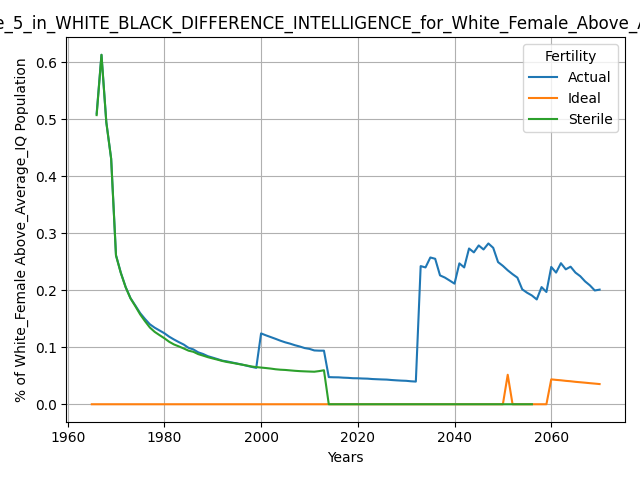 e_5_in_WHITE_BLACK_DIFFERENCE_INTELLIGENCE_for_White_Female_Above_A
% of White_Female Above_Average_IQ Population
0.6
0.5
0.4
0.3
0.2
0.1
0.0
Fertility
Actual
Ideal
Sterile
1960
1980
2000
2020
2040
2060
Years